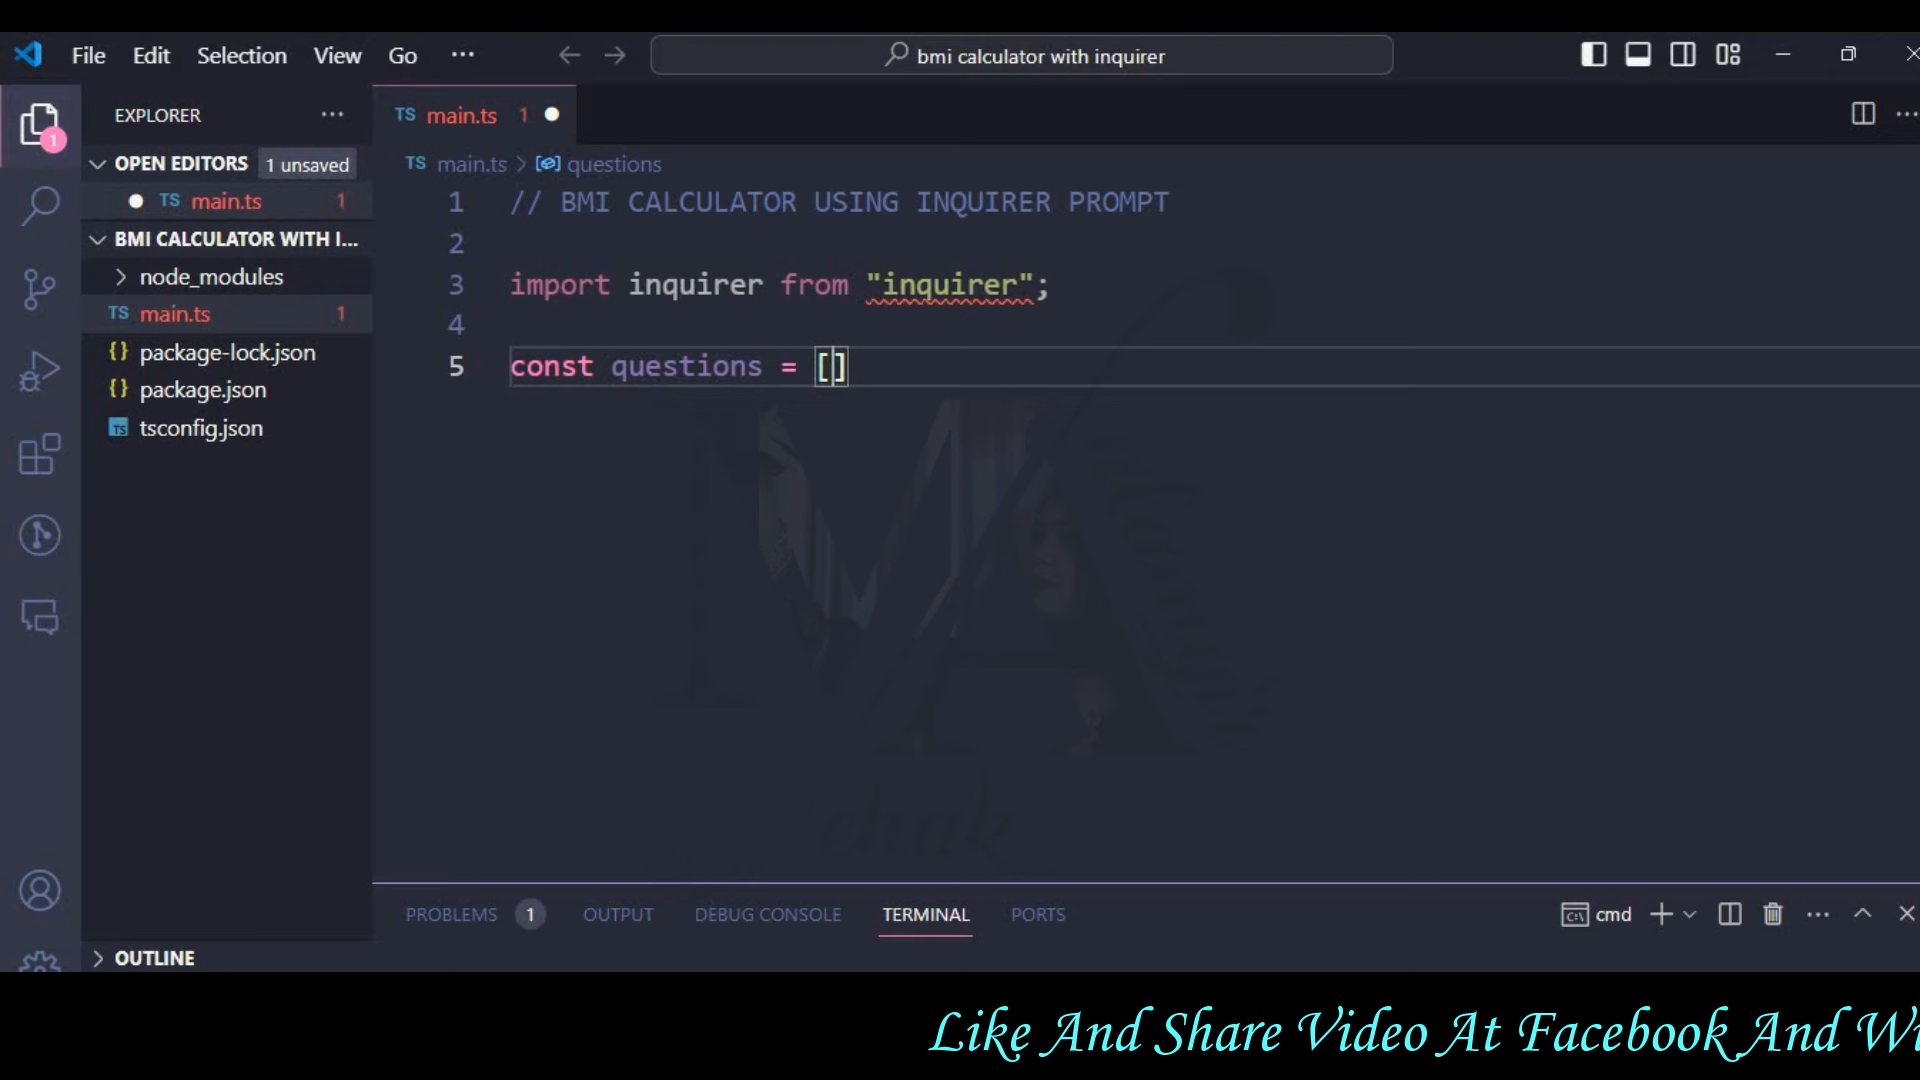 File Edit Selection View Go ··· bmi calculator with inquirer
EXPLORER ···
TS main.ts 1
OPEN EDITORS 1 unsaved
TS main.ts 1
BMI CALCULATOR WITH I...
node_modules
TS main.ts 1
{} package-lock.json
{} package.json
TS tsconfig.json
OUTLINE
1
TS main.ts > questions
1 // BMI CALCULATOR USING INQUIRER PROMPT
2
3 import inquirer from "inquirer";
4
5 const questions = []
ehak
PROBLEMS 1 OUTPUT DEBUG CONSOLE TERMINAL PORTS cmd
Like And Share Video At Facebook And